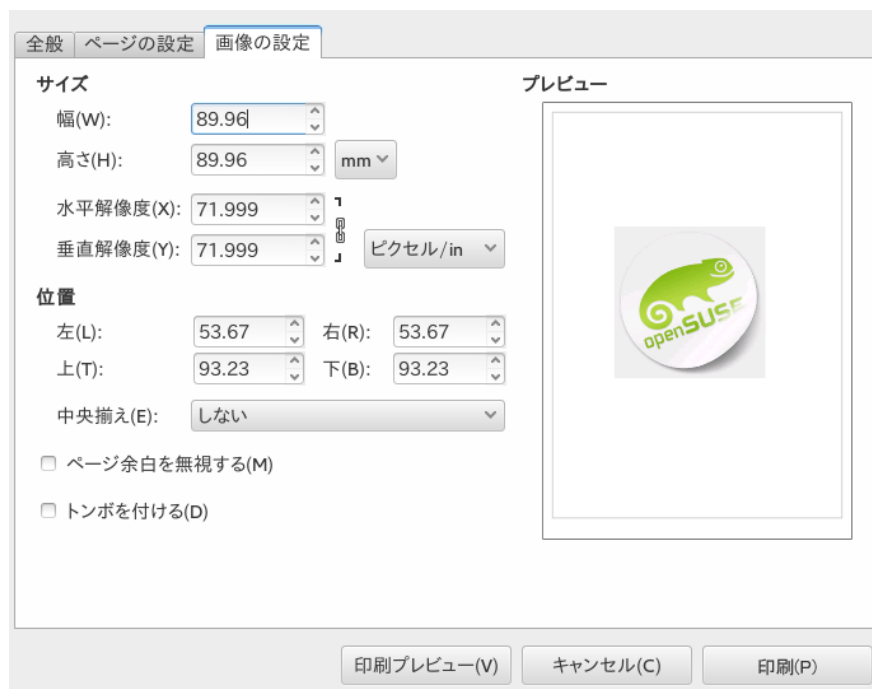 全般 ページの設定 画像の設定
サイズ
幅(W): 89.96
高さ(H): 89.96 mm
水平解像度(X): 71.999
垂直解像度(Y): 71.999 ピクセル/in
位置
左(L): 53.67 右(R): 53.67
上(T): 93.23 下(B): 93.23
中央揃え(E): しない
ページ余白を無視する(M)
トンボを付ける(D)
プレビュー
openSUSE
印刷プレビュー(V) キャンセル(C) 印刷(P)